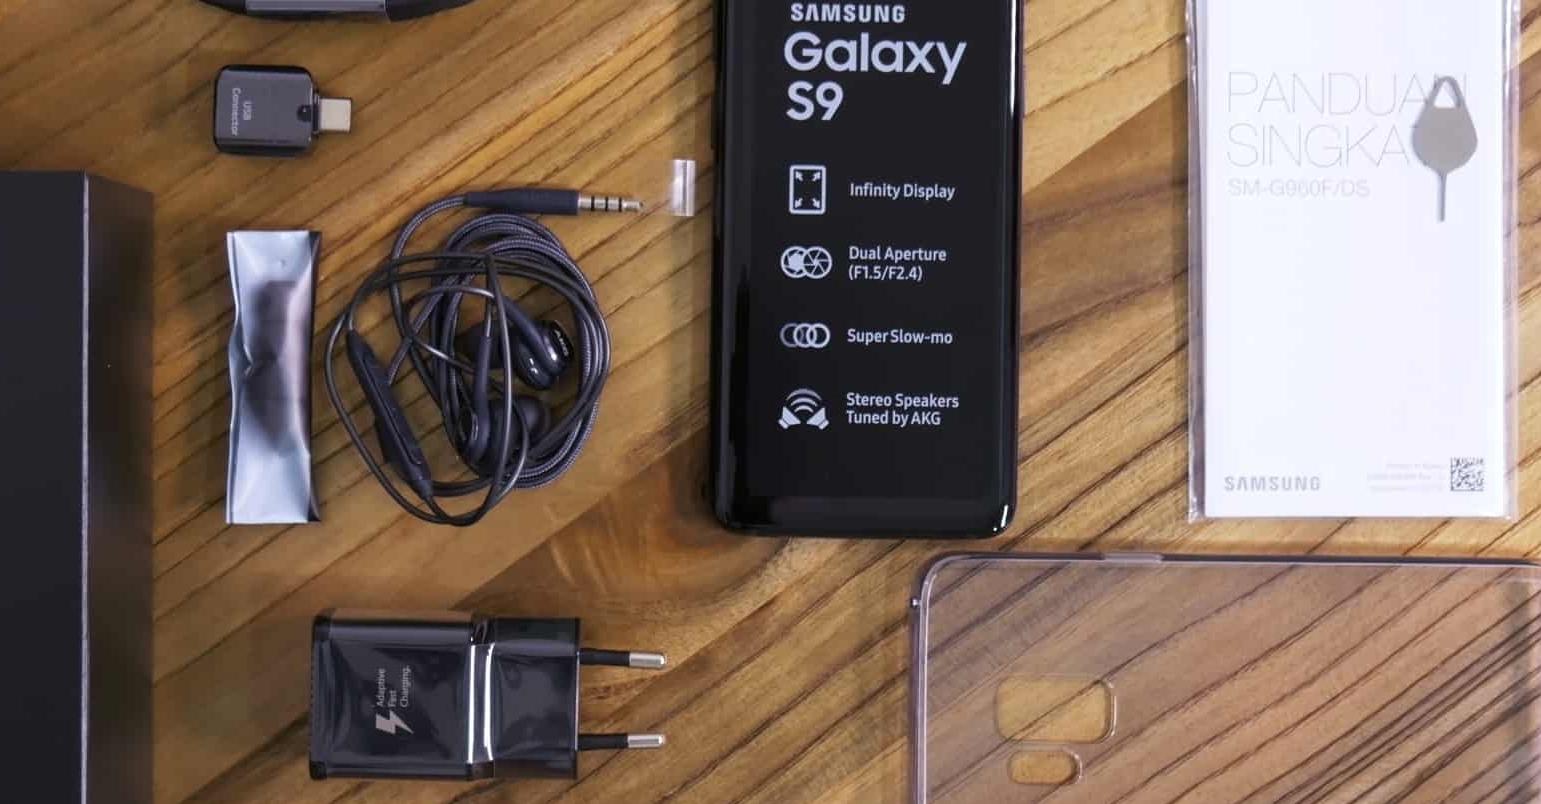 SAMSUNG
Galaxy
S9
Infinity Display
Dual Aperture
(F1.5/F2.4)
Super Slow-mo
Stereo Speakers
Tuned by AKG
USB
Connector
Adaptive
Fast
Charging
PANDUAN
SINGKA
SM-G960F/DS
SAMSUNG